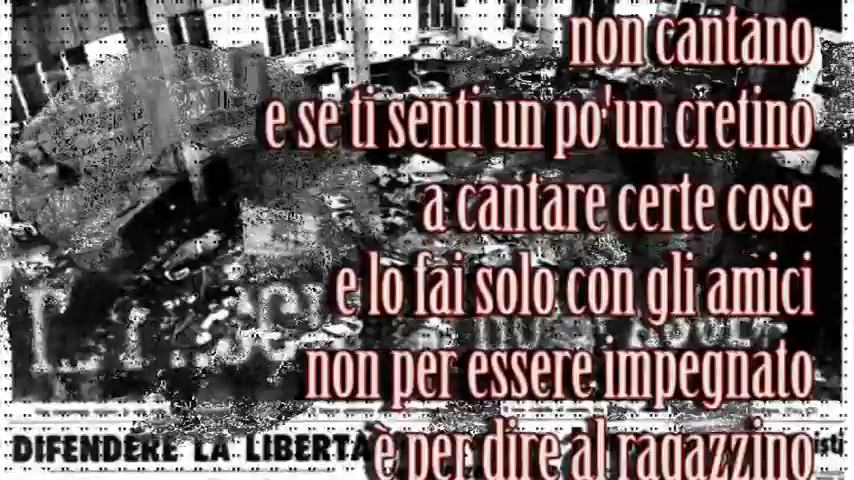 non cantano
e se ti senti un po'un cretino
a cantare certe cose
e lo fai solo con gli amici
non per essere impegnato
è per dire al ragazzino
DIFENDERE LA LIBERTÀ